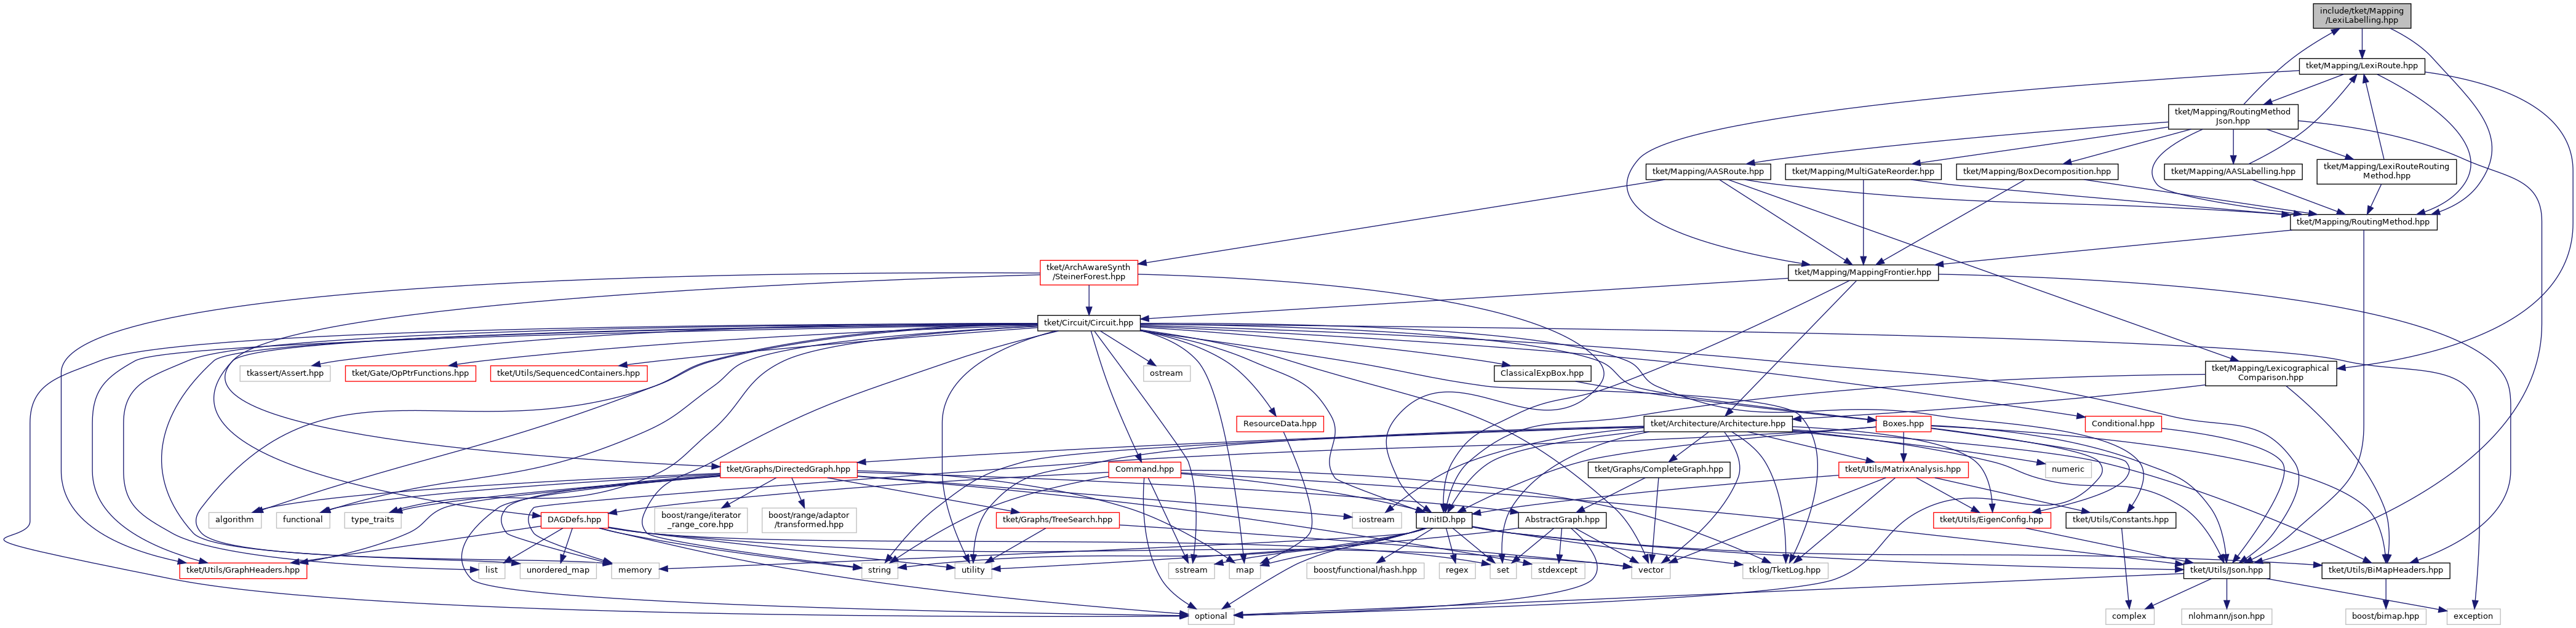 include/tket/Mapping
/LexiLabelling.hpp
tket/Mapping/LexiRoute.hpp
tket/Mapping/RoutingMethod
Json.hpp
tket/Mapping/AASRoute.hpp
tket/Mapping/MultiGateReorder.hpp
tket/Mapping/BoxDecomposition.hpp
tket/Mapping/AASLabelling.hpp
tket/Mapping/LexiRouteRouting
Method.hpp
tket/Mapping/RoutingMethod.hpp
tket/ArchAwareSynth
/SteinerForest.hpp
tket/Mapping/MappingFrontier.hpp
tket/Circuit/Circuit.hpp
tkassert/Assert.hpp
tket/Gate/OpPtrFunctions.hpp
tket/Utils/SequencedContainers.hpp
ostream
ClassicalExpBox.hpp
tket/Mapping/Lexicographical
Comparison.hpp
ResourceData.hpp
tket/Architecture/Architecture.hpp
Boxes.hpp
Conditional.hpp
tket/Graphs/DirectedGraph.hpp
Command.hpp
tket/Graphs/CompleteGraph.hpp
tket/Utils/MatrixAnalysis.hpp
numeric
algorithm
functional
type_traits
DAGDefs.hpp
boost/range/iterator
_range_core.hpp
boost/range/adaptor
/transformed.hpp
tket/Graphs/TreeSearch.hpp
iostream
UnitID.hpp
AbstractGraph.hpp
tket/Utils/EigenConfig.hpp
tket/Utils/Constants.hpp
tket/Utils/GraphHeaders.hpp
list
unordered_map
memory
string
utility
sstream
map
boost/functional/hash.hpp
regex
set
stdexcept
vector
tklog/TketLog.hpp
tket/Utils/Json.hpp
tket/Utils/BiMapHeaders.hpp
optional
complex
nlohmann/json.hpp
boost/bimap.hpp
exception